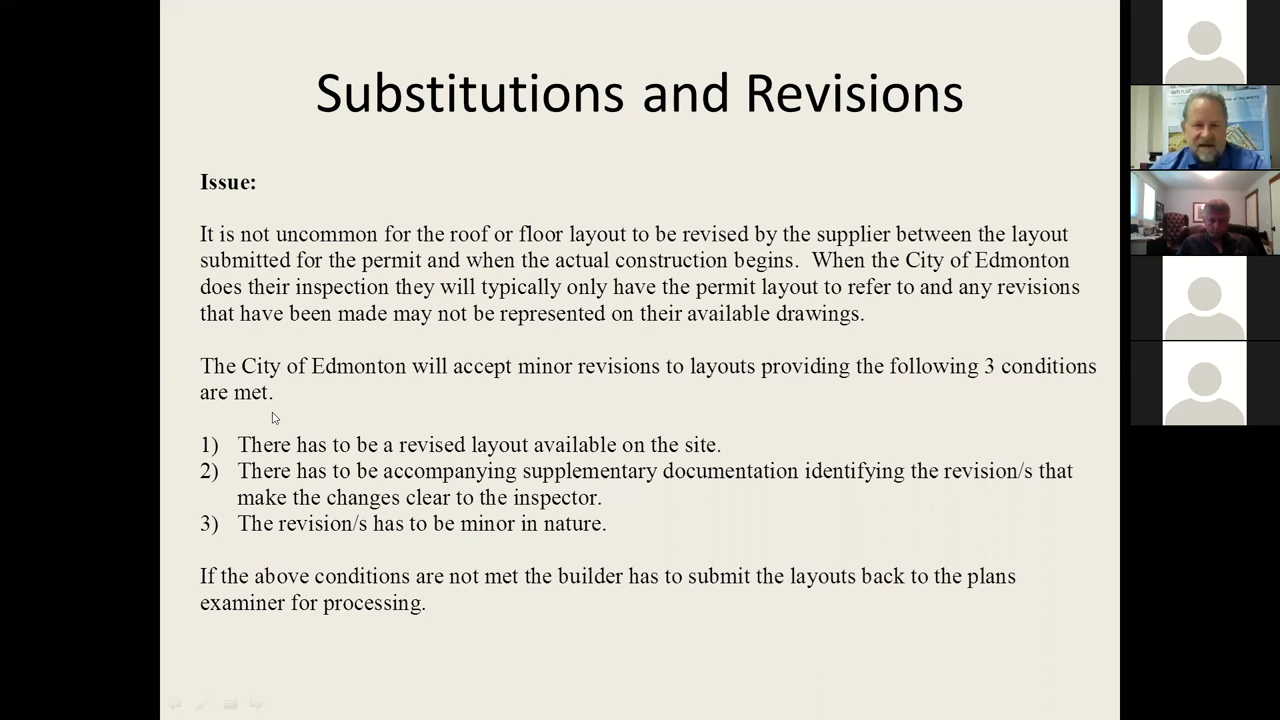 Substitutions and Revisions
Issue:
It is not uncommon for the roof or floor layout to be revised by the supplier between the layout
submitted for the permit and when the actual construction begins. When the City of Edmonton
does their inspection they will typically only have the permit layout to refer to and any revisions
that have been made may not be represented on their available drawings.
The City of Edmonton will accept minor revisions to layouts providing the following 3 conditions
are met.
1) There has to be a revised layout available on the site.
2) There has to be accompanying supplementary documentation identifying the revision/s that
make the changes clear to the inspector.
3) The revision/s has to be minor in nature.
If the above conditions are not met the builder has to submit the layouts back to the plans
examiner for processing.